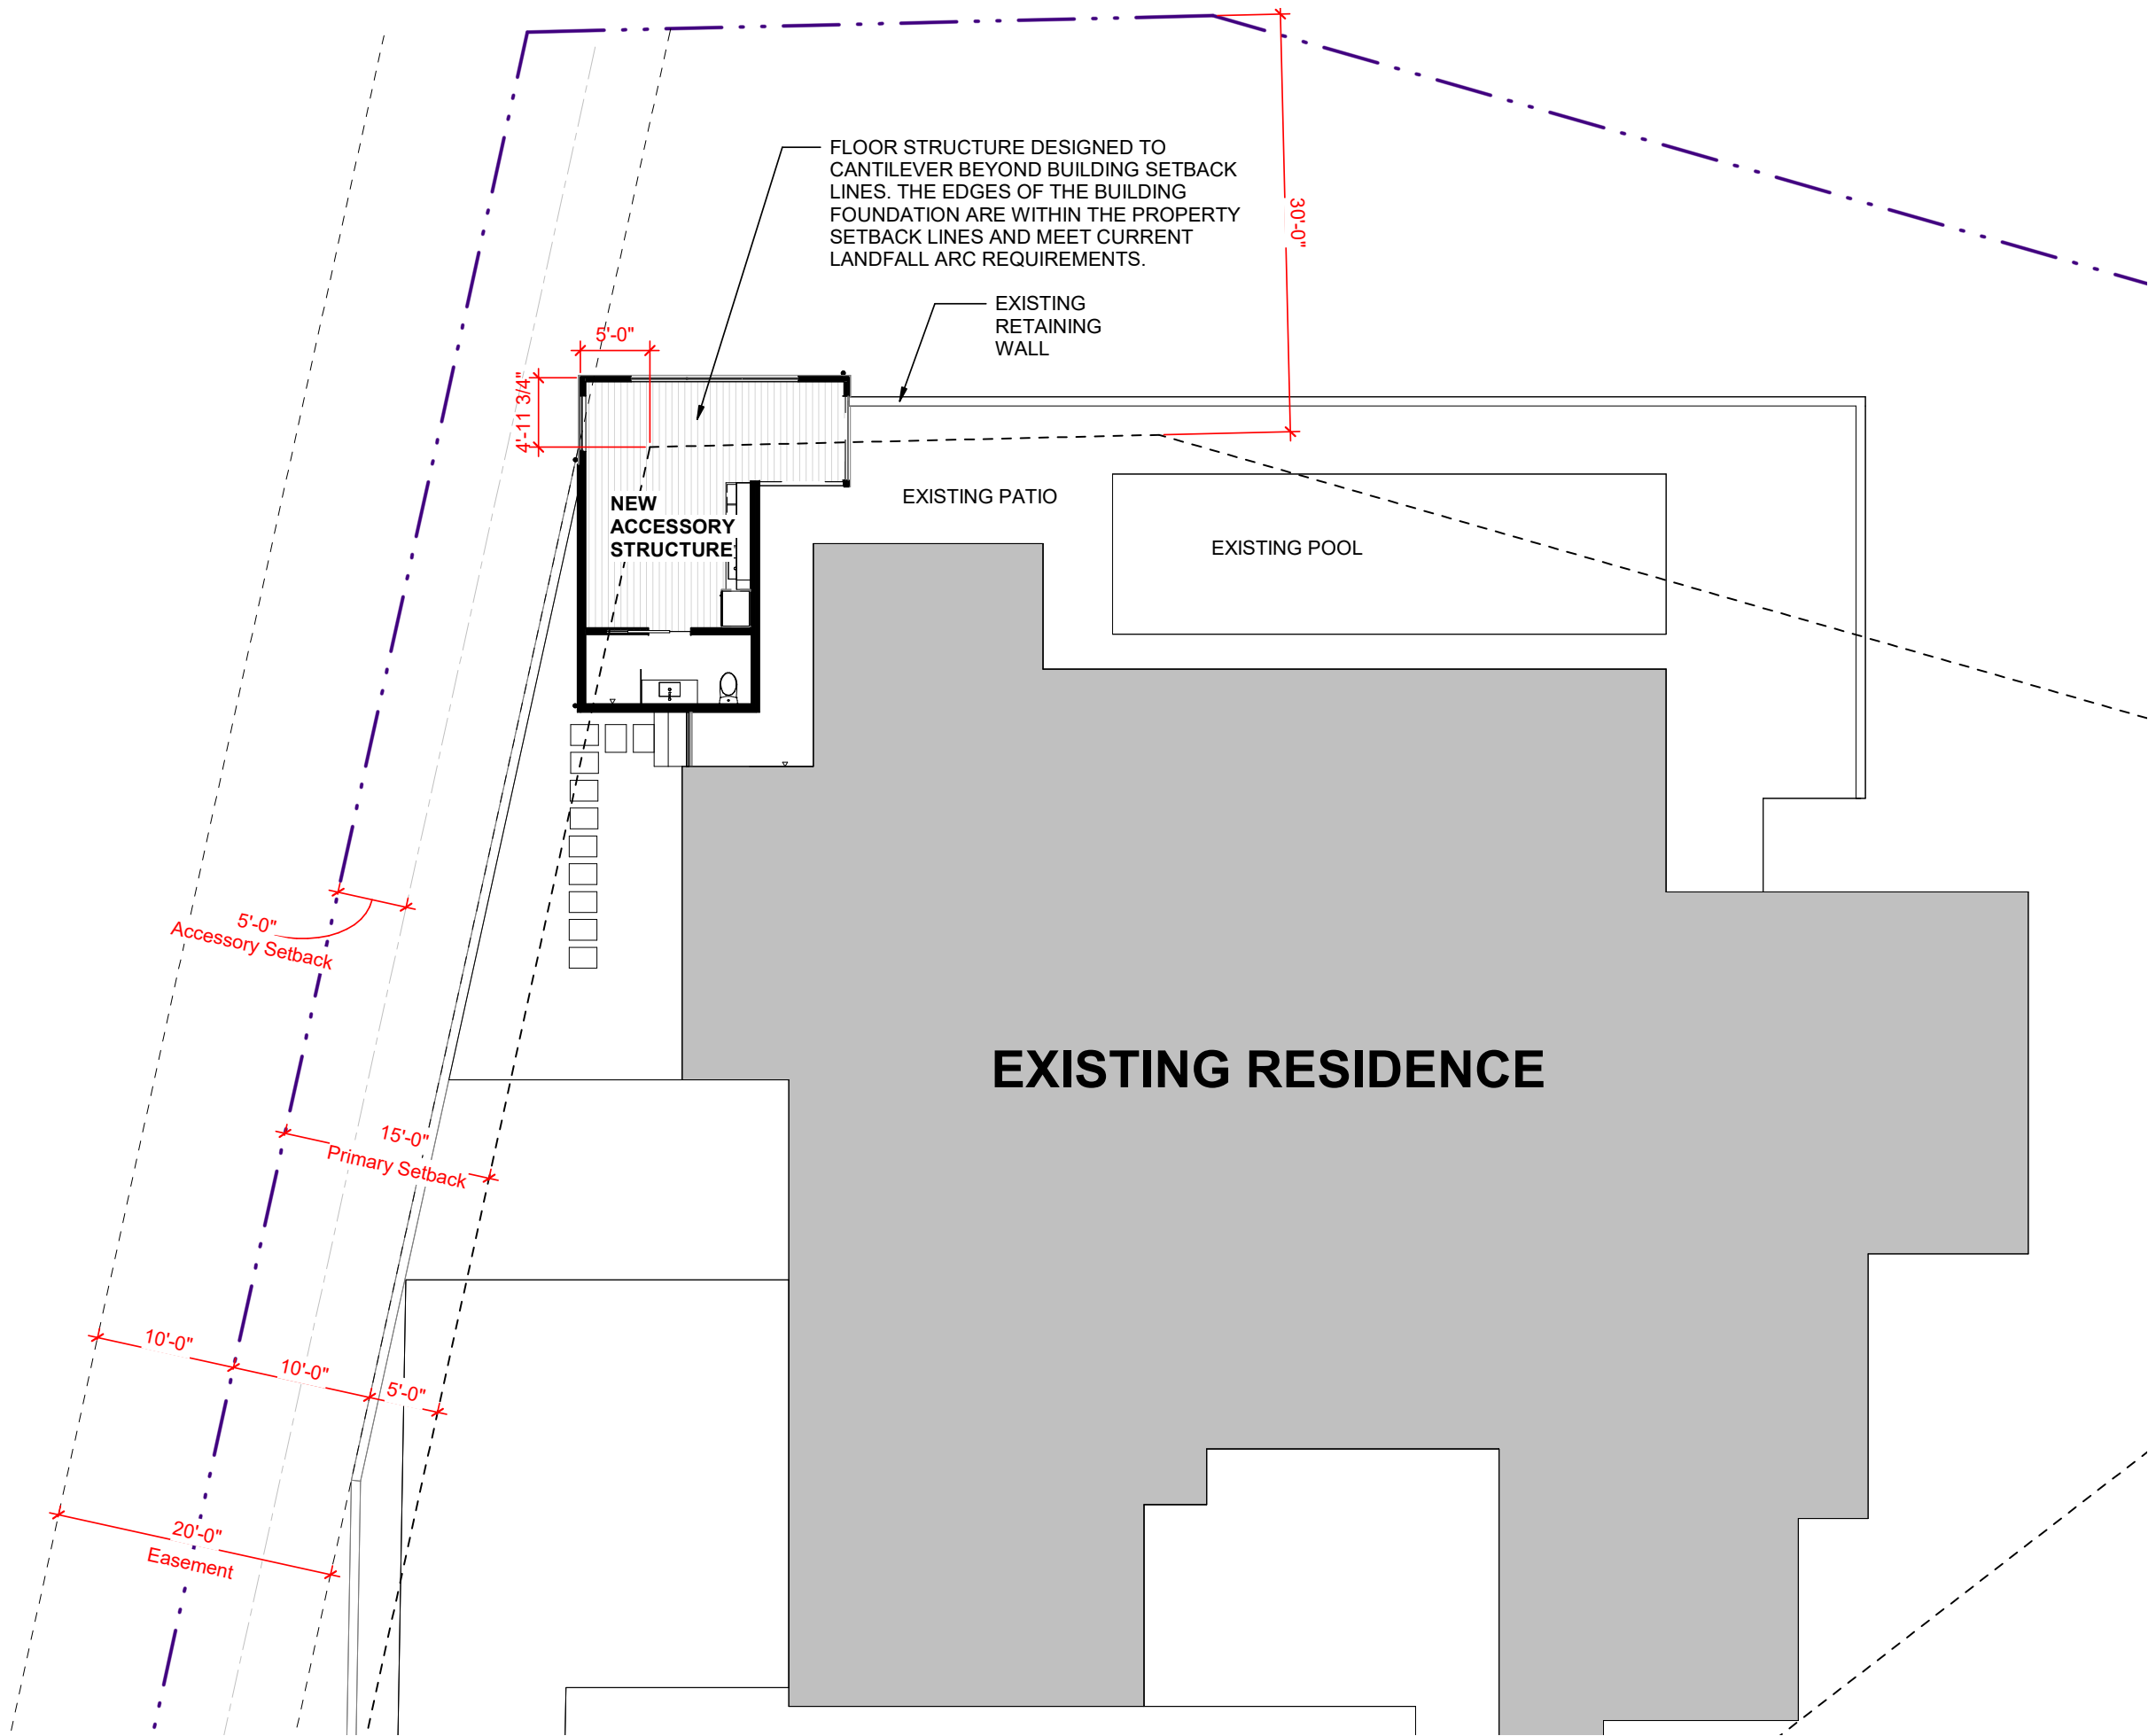 FLOOR STRUCTURE DESIGNED TO
CANTILEVER BEYOND BUILDING SETBACK
LINES. THE EDGES OF THE BUILDING
FOUNDATION ARE WITHIN THE PROPERTY
SETBACK LINES AND MEET CURRENT
LANDFALL ARC REQUIREMENTS.
30'-0"
EXISTING
RETAINING
WALL
5'-0"
4'-11 3/4"
NEW
ACCESSORY
STRUCTURE
EXISTING PATIO
EXISTING POOL
5'-0"
Accessory Setback
EXISTING RESIDENCE
15'-0"
Primary Setback
10'-0"
10'-0"
5'-0"
20'-0"
Easement